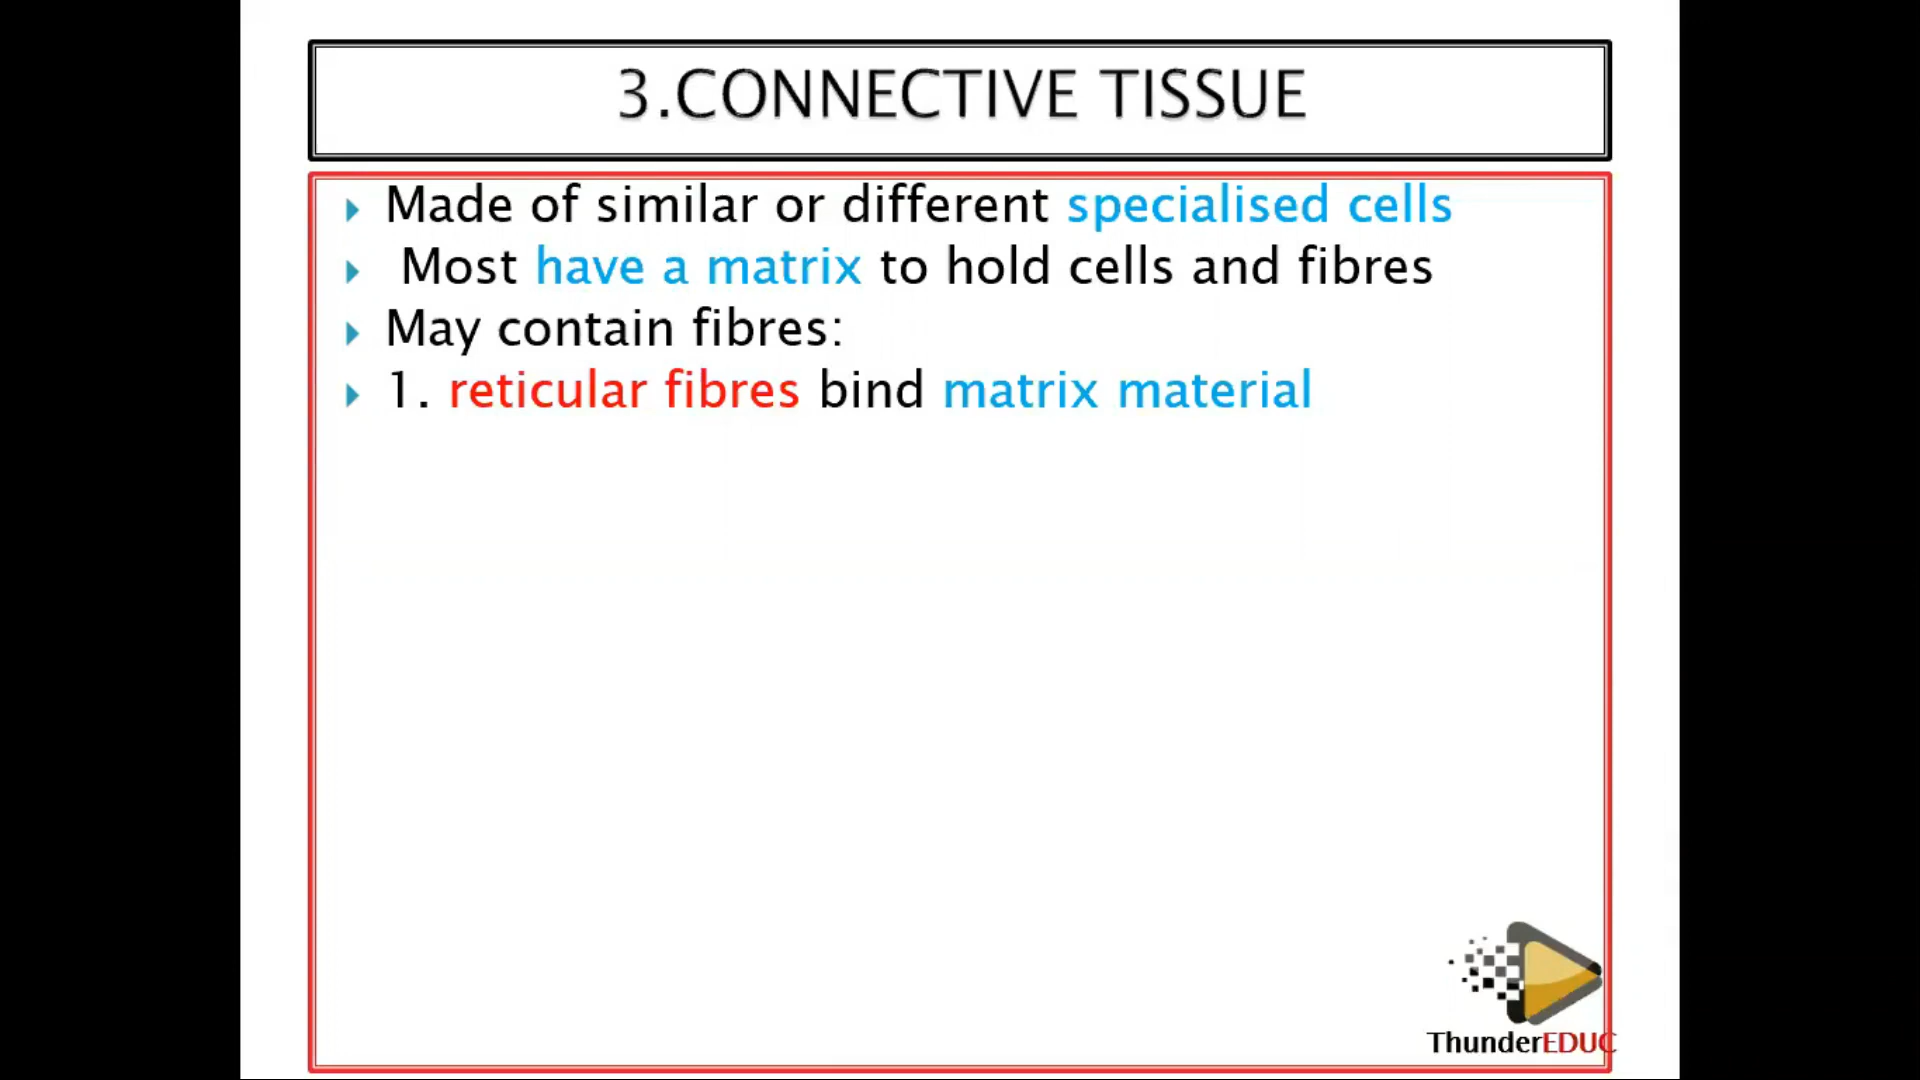 3.CONNECTIVE TISSUE
Made of similar or different specialised cells
Most have a matrix to hold cells and fibres
May contain fibres:
1. reticular fibres bind matrix material
ThunderEDUC